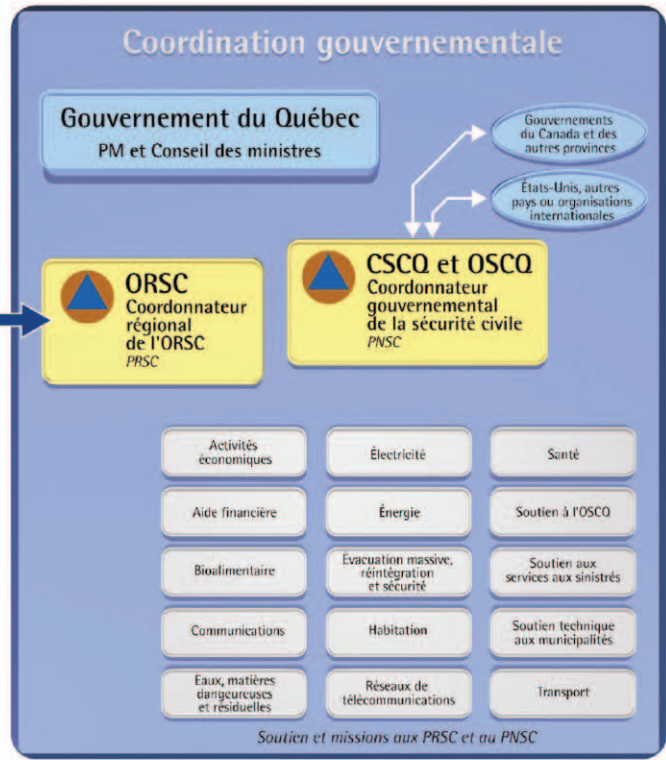 Coordination gouvernementale
Gouvernement du Québec
PM et Conseil des ministres
Gouvernements
du Canada et des
autres provinces
États-Unis, autres
pays ou organisations
internationales
ORSC
Coordonnateur
régional
de l'ORSC
PRSC
CSCQ et OSCQ
Coordonnateur
gouvernemental
de la sécurité civile
PNSC
Activités
économiques
Électricité
Santé
Aide financière
Énergie
Soutien à l'OSCQ
Bioalimentaire
Évacuation massive,
réintégration
et sécurité
Soutien aux
services aux sinistrés
Communications
Habitation
Soutien technique
aux municipalités
Eaux, matières
dangeureuses
et résiduelles
Réseaux de
télécommunications
Transport
Soutien et missions aux PRSC et au PNSC